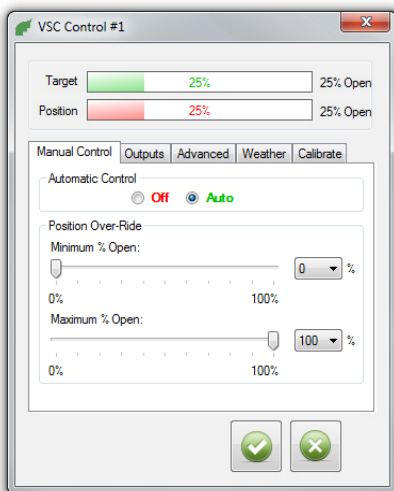 VSC Control #1
Target 25% 25% Open
Position 25% 25% Open
Manual Control Outputs Advanced Weather Calibrate
Automatic Control
Off Auto
Position Over-Ride
Minimum % Open:
0 %
0% 100%
Maximum % Open:
100 %
0% 100%